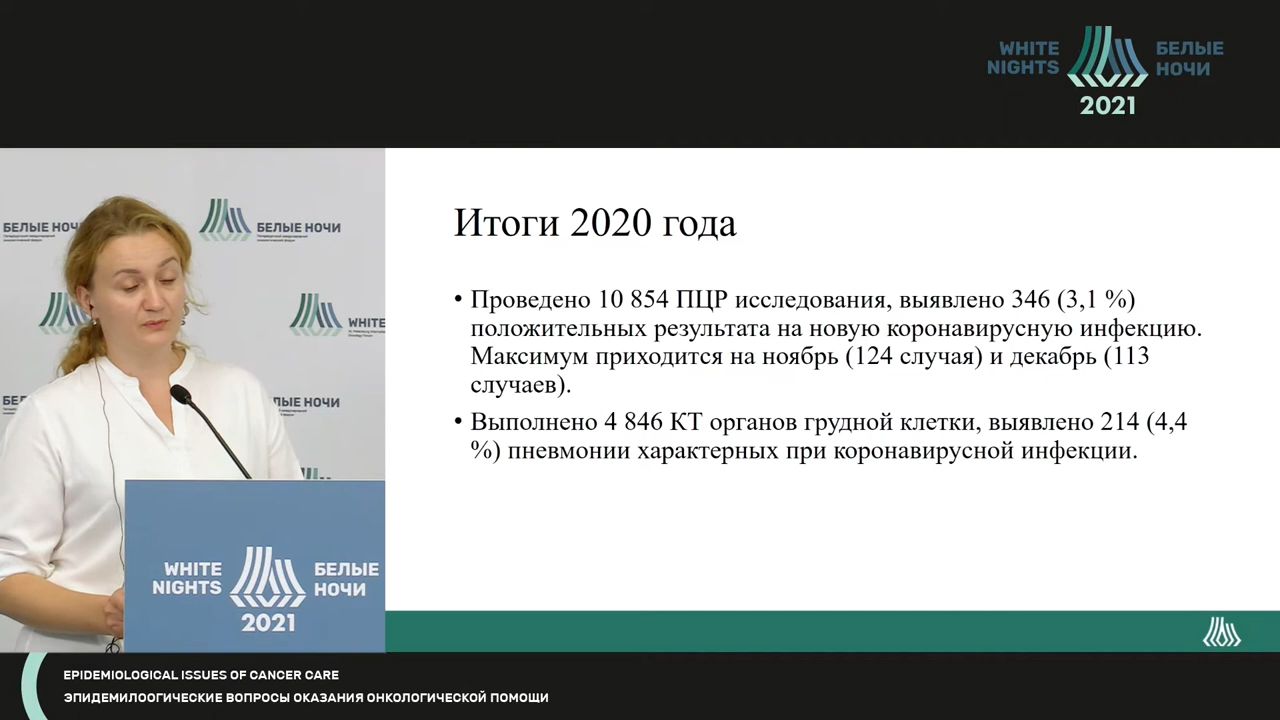 WHITE
NIGHTS
БЕЛЫЕ
НОЧИ
2021
БЕЛЫЕ НОЧИ
БЕЛЫЕ НОЧИ
WHITE
БЕЛ
ЛЫЕ НОЧИ
WHITE
NIGHTS
БЕЛЫЕ
НОЧИ
2021
Итоги 2020 года
• Проведено 10 854 ПЦР исследования, выявлено 346 (3,1 %)
положительных результата на новую коронавирусную инфекцию.
Максимум приходится на ноябрь (124 случая) и декабрь (113
случаев).
• Выполнено 4 846 КТ органов грудной клетки, выявлено 214 (4,4
%) пневмонии характерных при коронавирусной инфекции.
EPIDEMIOLOGICAL ISSUES OF CANCER CARE
ЭПИДЕМИЛООГИЧЕСКИЕ ВОПРОСЫ ОКАЗАНИЯ ОНКОЛОГИЧЕСКОЙ ПОМОЩИ